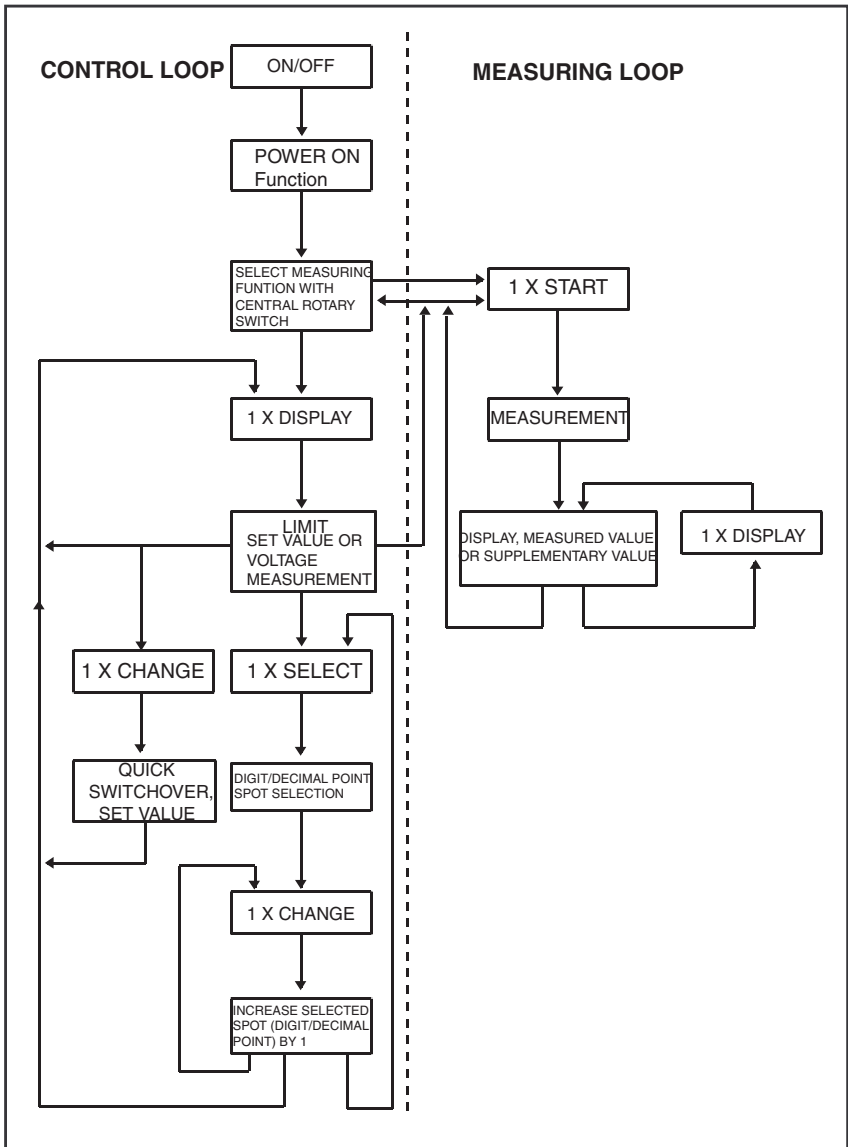 CONTROL LOOP
ON/OFF
MEASURING LOOP
POWER ON
Function
SELECT MEASURING
FUNTION WITH
CENTRAL ROTARY
SWITCH
1 X START
1 X DISPLAY
MEASUREMENT
LIMIT
SET VALUE OR
VOLTAGE
MEASUREMENT
DISPLAY, MEASURED VALUE
OR SUPPLEMENTARY VALUE
1 X DISPLAY
1 X CHANGE
1 X SELECT
QUICK
SWITCHOVER,
SET VALUE
DIGIT/DECIMAL POINT
SPOT SELECTION
1 X CHANGE
INCREASE SELECTED
SPOT (DIGIT/DECIMAL
POINT) BY 1